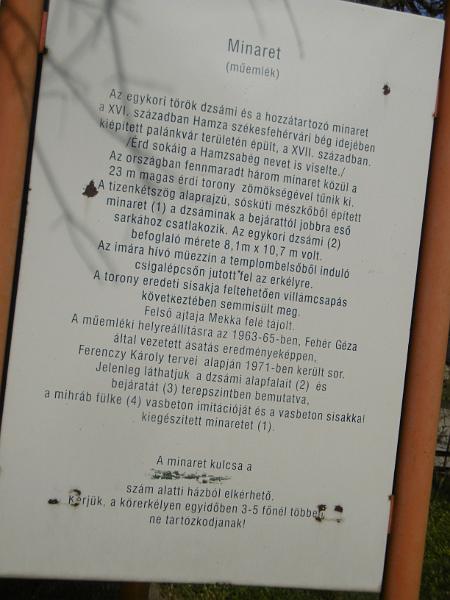 Minaret
(műemlék)
Az egykori török dzsámi és a hozzátartozó minaret
a XVI. században Hamza székesfehérvári bég idejében
kiépített palánkvár területén épült, a XVII. században.
/Érd sokáig a Hamzsabég nevet is viselte./
Az országban fennmaradt három minaret közül a
23 m magas érdi torony zömökségével tűnik ki.
A tizenkétszög alaprajzú, sóskúti mészkőből épített
minaret (1) a dzsáminak a bejárattól jobbra eső
sarkához csatlakozik. Az egykori dzsámi (2)
befoglaló mérete 8,1m x 10,7 m volt.
Az imára hívó müezzin a templombelsőből induló
csigalépcsőn jutott fel az erkélyre.
A torony eredeti sisakja feltehetően villámcsapás
következtében semmisült meg.
Felső ajtaja Mekka felé tájolt.
A műemléki helyreállításra az 1963-65-ben, Fehér Géza
által vezetett ásatás eredményeképpen,
Ferenczy Károly tervei alapján 1971-ben került sor.
Jelenleg láthatjuk a dzsámi alapfalait (2) és
bejáratát (3) terepszintben bemutatva,
a mihráb fülke (4) vasbeton imitációját és a vasbeton sisakkal
kiegészített minaretet (1).
A minaret kulcsa a
szám alatti házból elkérhető.
Kérjük, a körerkélyen egyidőben 3-5 főnél többen
ne tartózkodjanak!